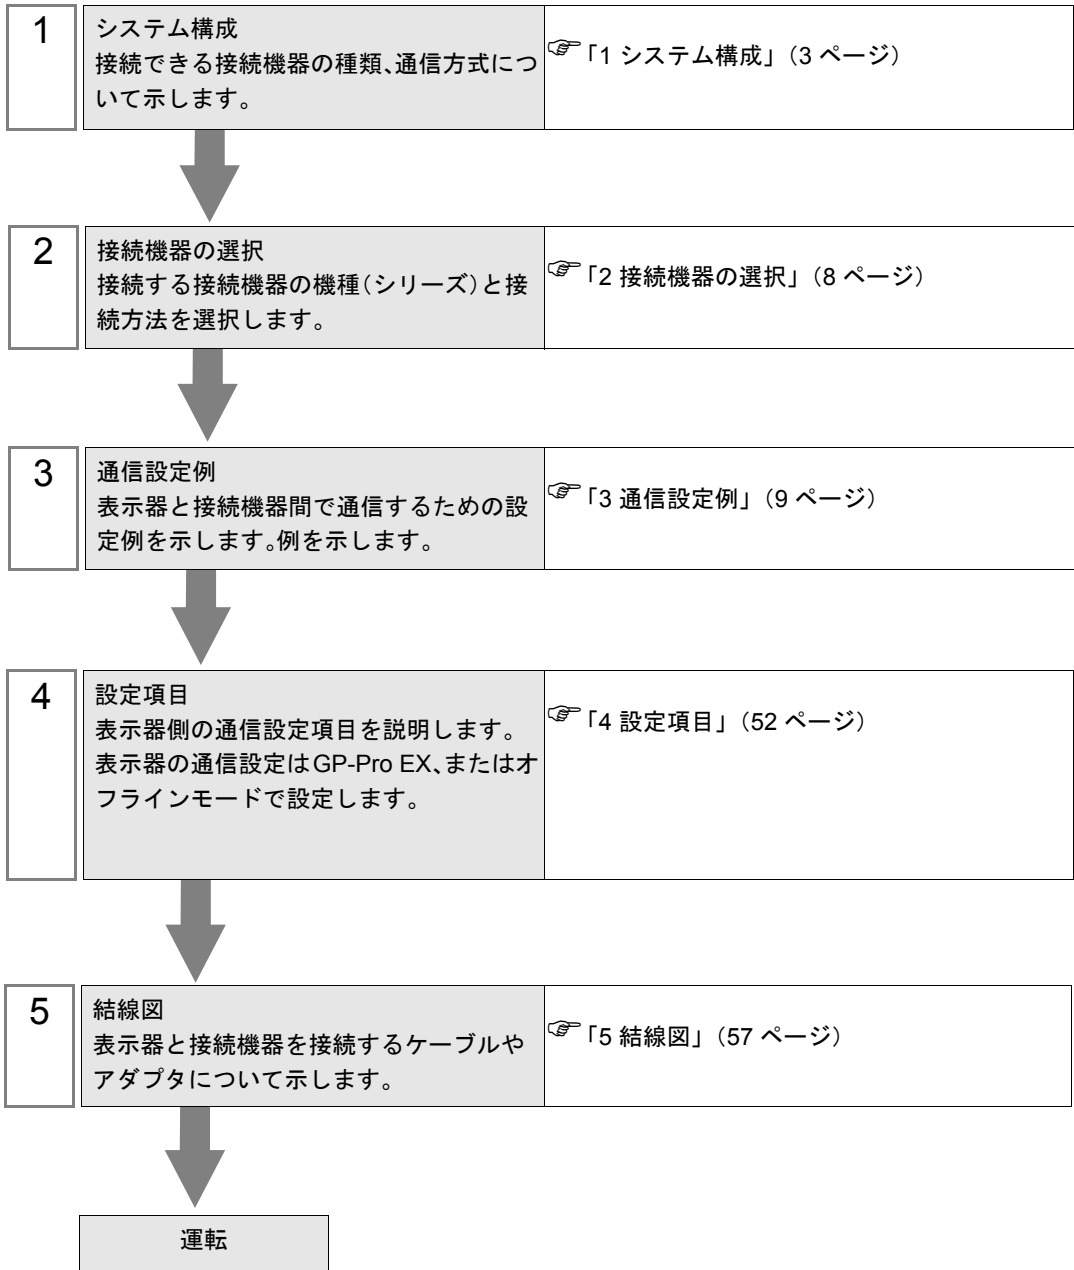 1
システム構成
接続できる接続機器の種類、通信方式につ
いて示します。
☞「1 システム構成」（3 ページ）
2
接続機器の選択
接続する接続機器の機種（シリーズ）と接
続方法を選択します。
☞「2 接続機器の選択」（8 ページ）
3
通信設定例
表示器と接続機器間で通信するための設
定例を示します。例を示します。
☞「3 通信設定例」（9 ページ）
4
設定項目
表示器側の通信設定項目を説明します。
表示器の通信設定はGP-Pro EX、またはオ
フラインモードで設定します。
☞「4 設定項目」（52 ページ）
5
結線図
表示器と接続機器を接続するケーブルや
アダプタについて示します。
☞「5 結線図」（57 ページ）
運転